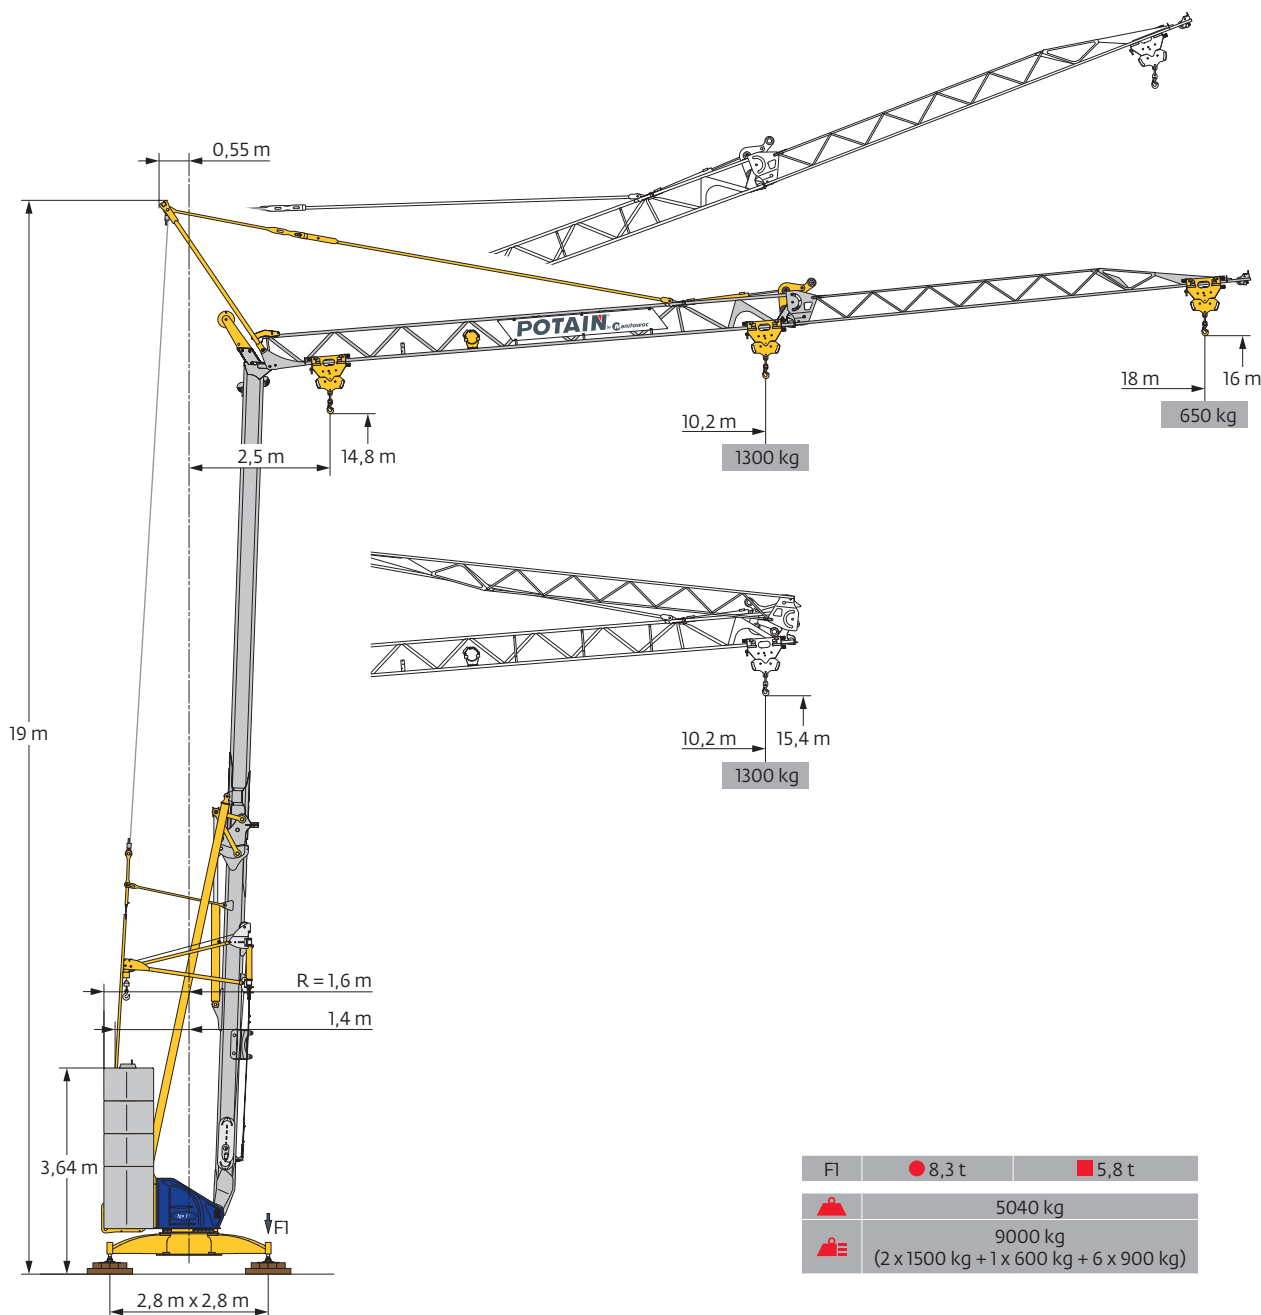 0,55 m
POTAIN by Manitowoc
18 m
16 m
650 kg
10,2 m
1300 kg
2,5 m
14,8 m
19 m
10,2 m
15,4 m
1300 kg
R = 1,6 m
1,4 m
3,64 m
F1
2,8 m x 2,8 m
F1 8,3 t 5,8 t
5040 kg
9000 kg
(2 x 1500 kg + 1 x 600 kg + 6 x 900 kg)